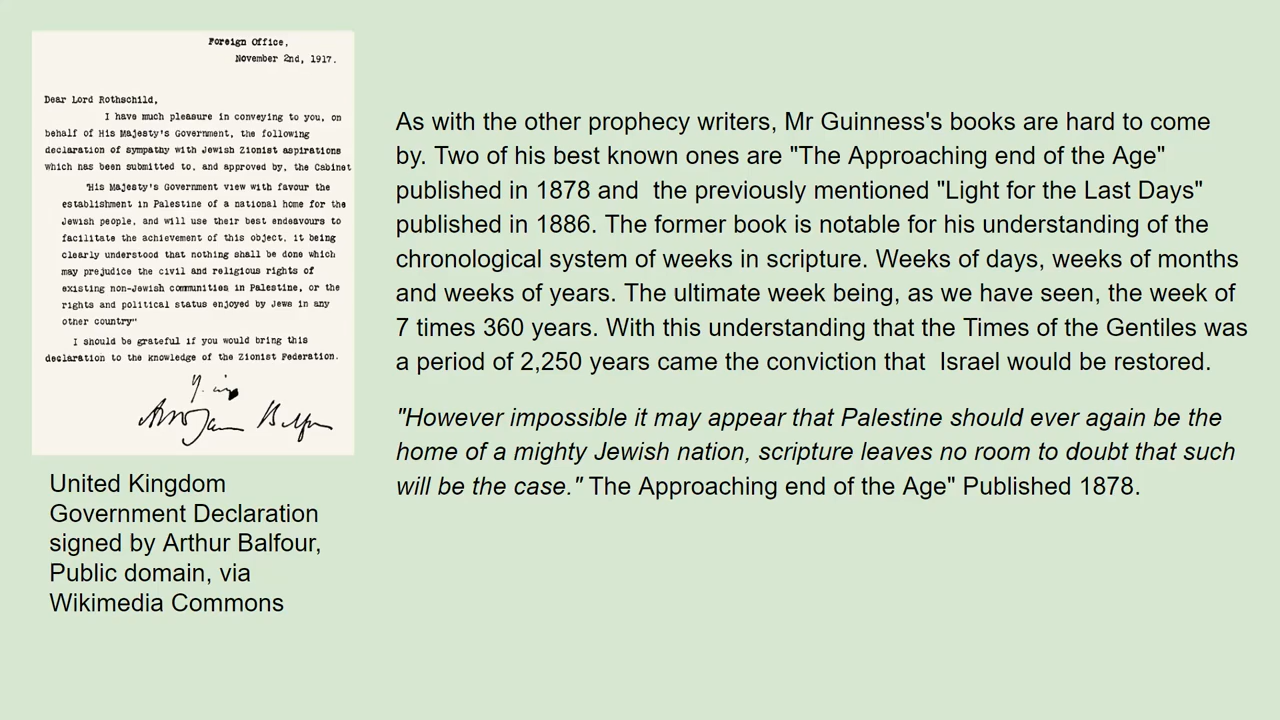 Foreign Office,
November 2nd, 1917.
Dear Lord Rothschild,
I have much pleasure in conveying to you, on
behalf of His Majesty's Government, the following
declaration of sympathy with Jewish Zionist aspirations
which has been submitted to, and approved by, the Cabinet
"His Majesty's Government view with favour the
establishment in Palestine of a national home for the
Jewish people, and will use their best endeavours to
facilitate the achievement of this object, it being
clearly understood that nothing shall be done which
may prejudice the civil and religious rights of
existing non-Jewish communities in Palestine, or the
rights and political status enjoyed by Jews in any
other country"
I should be grateful if you would bring this
declaration to the knowledge of the Zionist Federation.
Arthur James Balfour
United Kingdom
Government Declaration
signed by Arthur Balfour,
Public domain, via
Wikimedia Commons
As with the other prophecy writers, Mr Guinness's books are hard to come
by. Two of his best known ones are "The Approaching end of the Age"
published in 1878 and  the previously mentioned "Light for the Last Days"
published in 1886. The former book is notable for his understanding of the
chronological system of weeks in scripture. Weeks of days, weeks of months
and weeks of years. The ultimate week being, as we have seen, the week of
7 times 360 years. With this understanding that the Times of the Gentiles was
a period of 2,250 years came the conviction that  Israel would be restored.
"However impossible it may appear that Palestine should ever again be the
home of a mighty Jewish nation, scripture leaves no room to doubt that such
will be the case." The Approaching end of the Age" Published 1878.